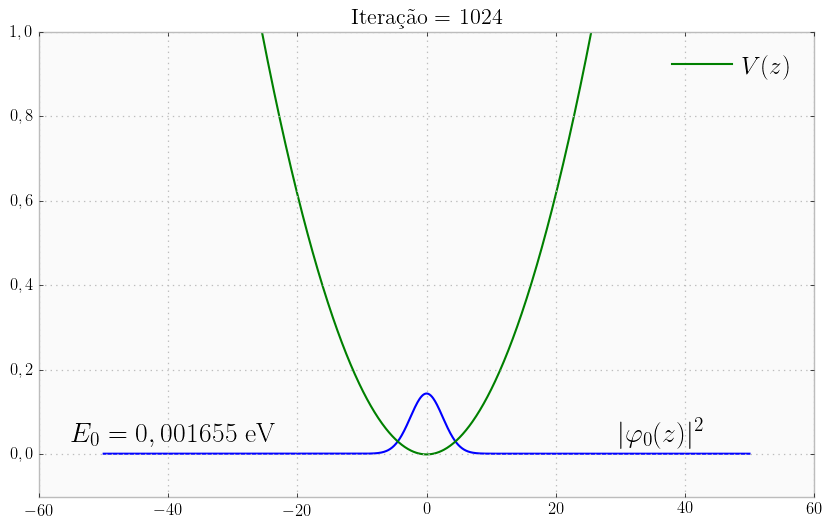 Iteração = 1024
1,0
V(z)
0,8
0,6
0,4
0,2
E₀ = 0,001655 eV
|φ₀(z)|²
0,0
−60 −40 −20 0 20 40 60